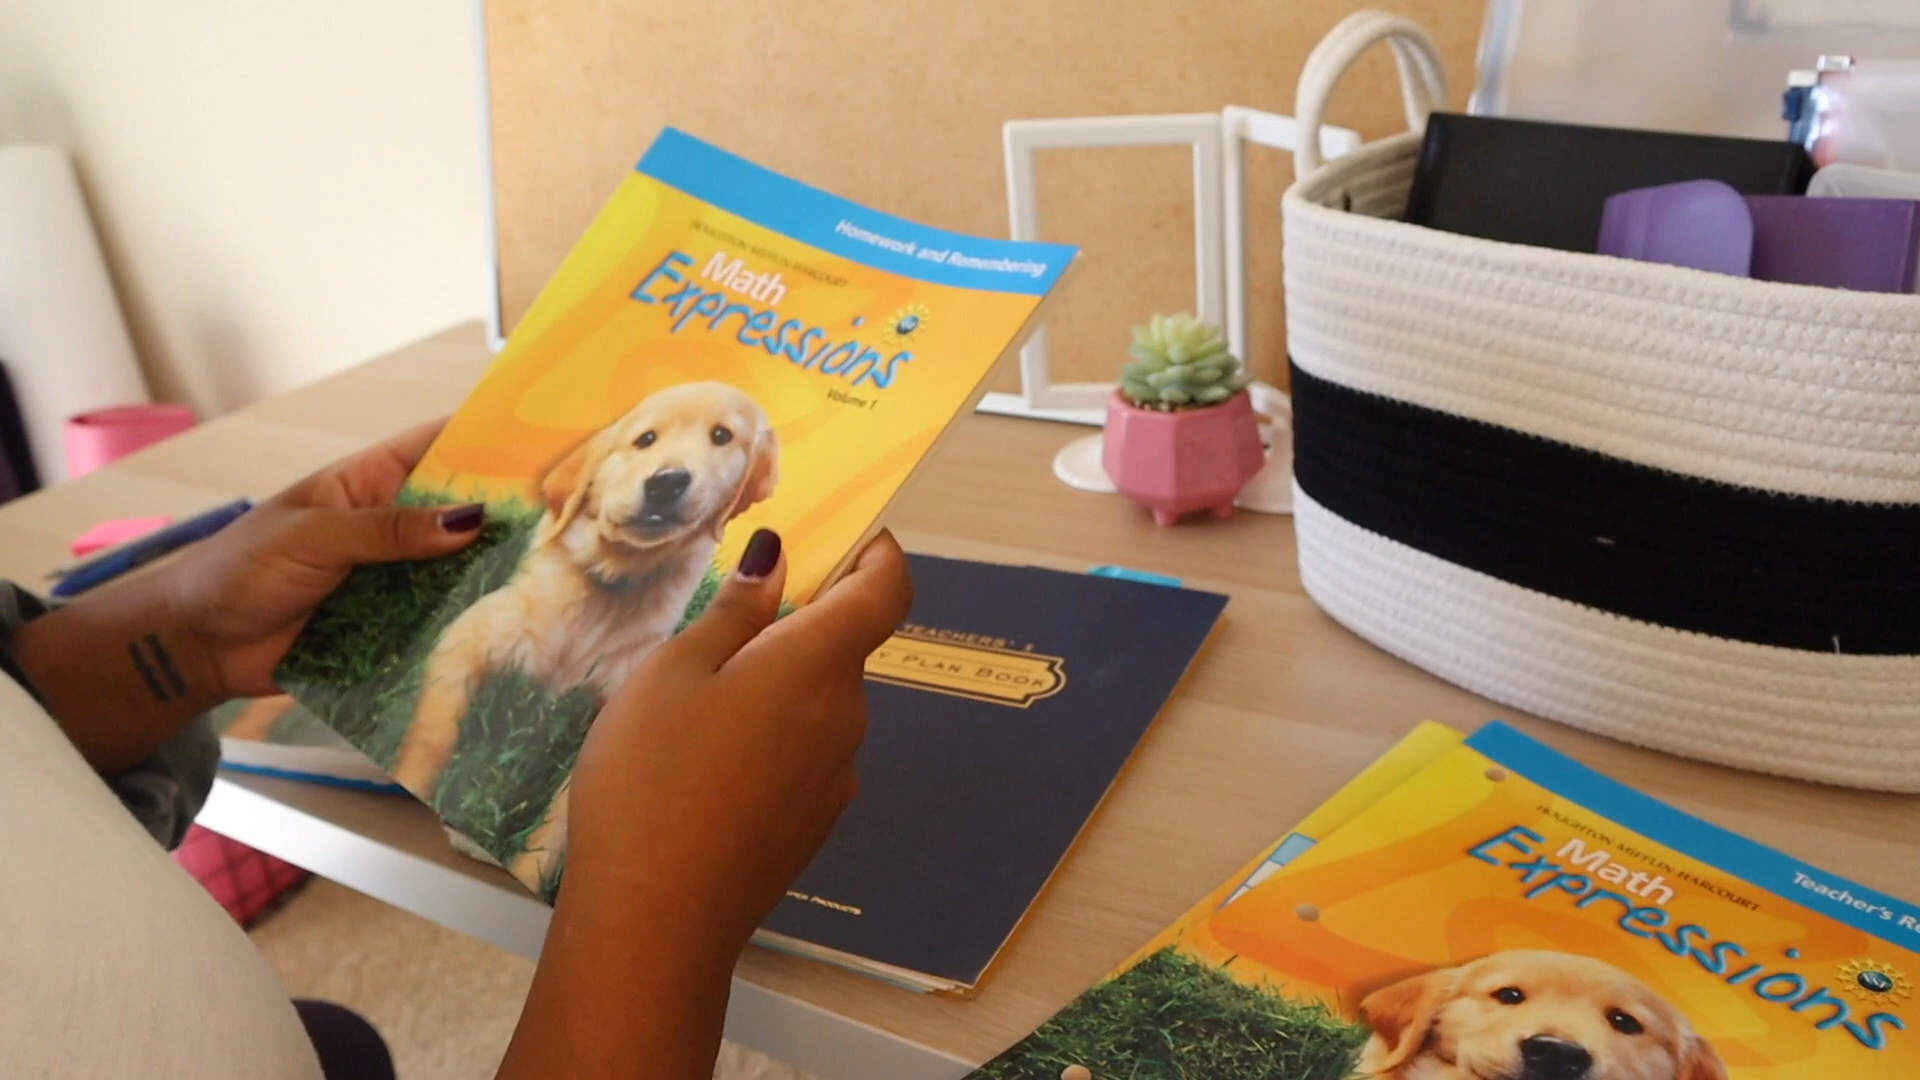 Homework and Remembering
HOUGHTON MIFFLIN HARCOURT
Math
Expressions
Volume 1
TEACHERS'
PLAN BOOK
PRODUCTS
Teacher's
HOUGHTON MIFFLIN HARCOURT
Math
Expressions